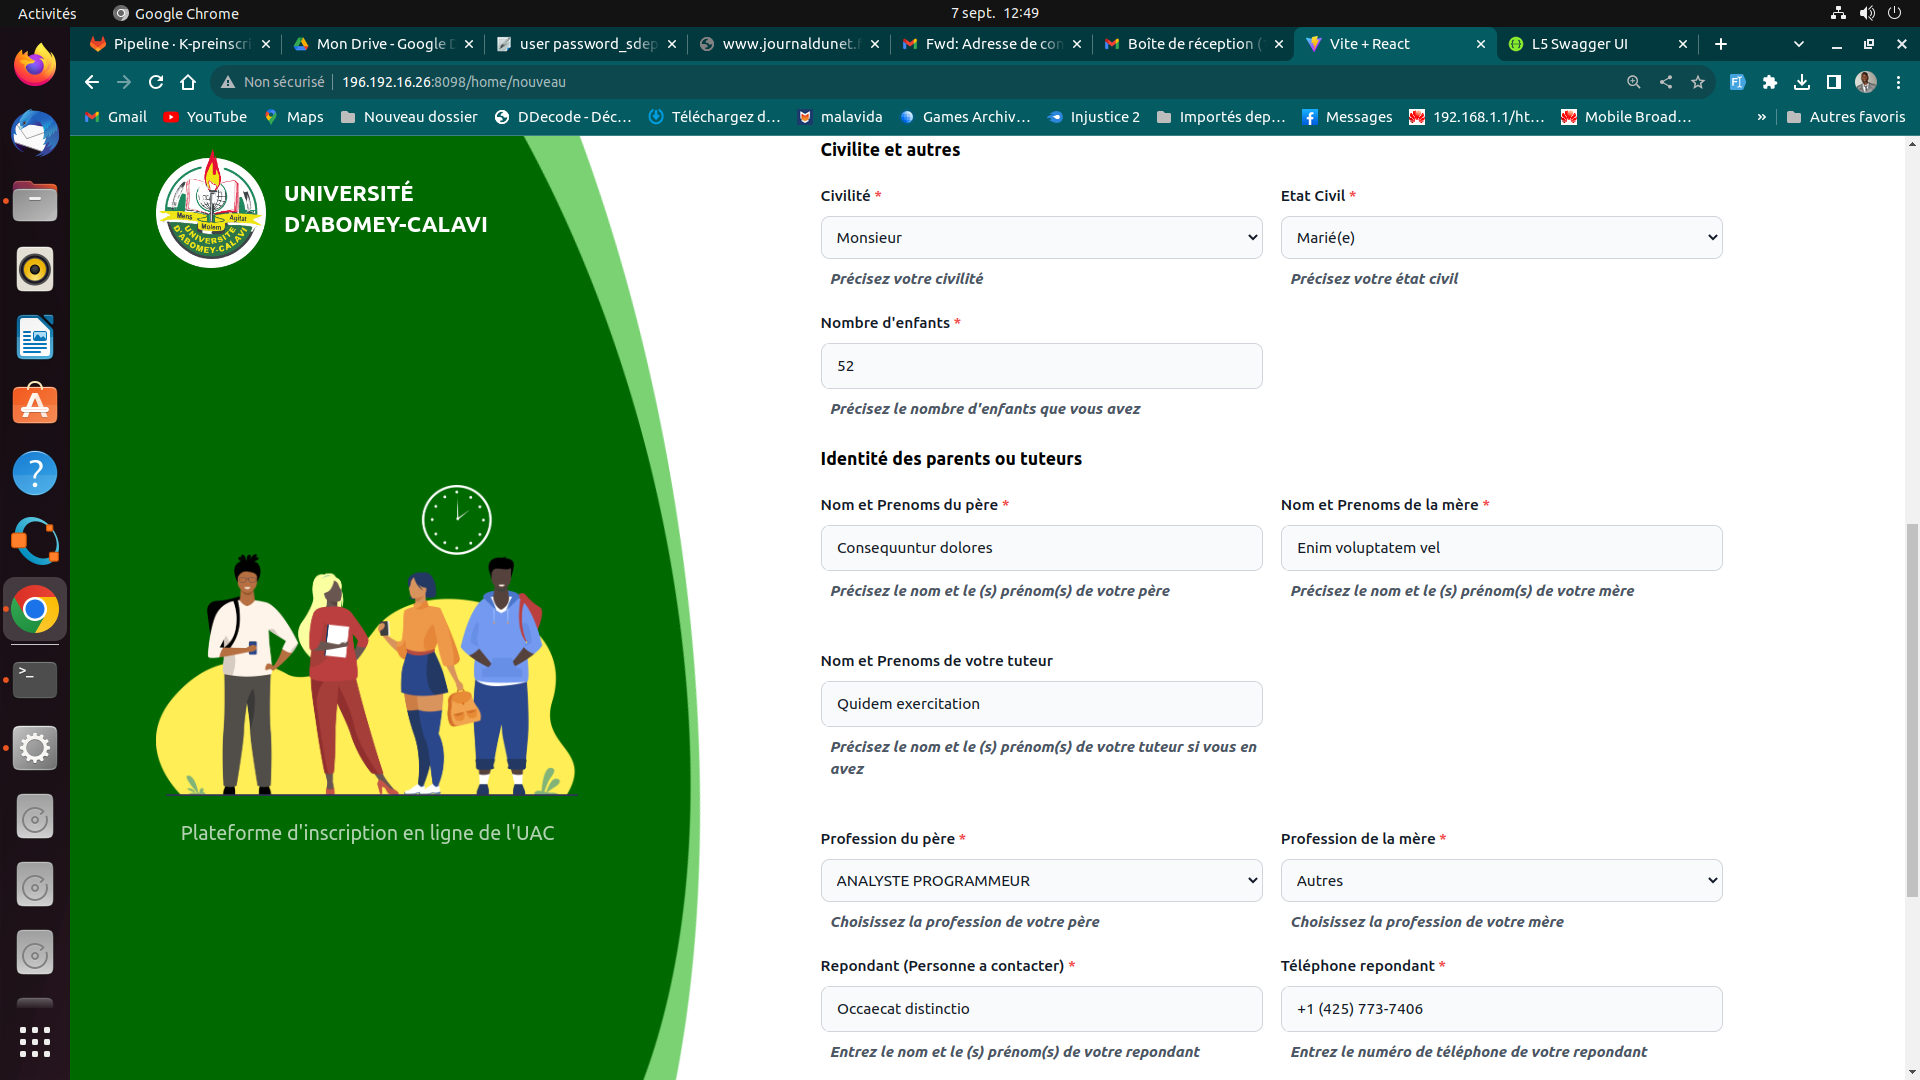 Activités
Google Chrome
7 sept. 12:49
Pipeline · K-preinscri
Mon Drive - Google D
user password_sdep
www.journaldunet.f
Fwd: Adresse de con
Boîte de réception (
Vite + React
L5 Swagger UI
Non sécurisé
196.192.16.26:8098/home/nouveau
Gmail
YouTube
Maps
Nouveau dossier
DDecode - Déc…
Téléchargez d…
malavida
Games Archiv…
Injustice 2
Importés dep…
Messages
192.168.1.1/ht…
Mobile Broad…
»
Autres favoris
Mens
Agitat
Molem
UNIVERSITE
D'ABOMEY-CALAVI
UNIVERSITÉ
D'ABOMEY-CALAVI
Plateforme d'inscription en ligne de l'UAC
Civilite et autres
Civilité *
Etat Civil *
Monsieur
Marié(e)
Précisez votre civilité
Précisez votre état civil
Nombre d'enfants *
52
Précisez le nombre d'enfants que vous avez
Identité des parents ou tuteurs
Nom et Prenoms du père *
Nom et Prenoms de la mère *
Consequuntur dolores
Enim voluptatem vel
Précisez le nom et le (s) prénom(s) de votre père
Précisez le nom et le (s) prénom(s) de votre mère
Nom et Prenoms de votre tuteur
Quidem exercitation
Précisez le nom et le (s) prénom(s) de votre tuteur si vous en
avez
Profession du père *
Profession de la mère *
ANALYSTE PROGRAMMEUR
Autres
Choisissez la profession de votre père
Choisissez la profession de votre mère
Repondant (Personne a contacter) *
Téléphone repondant *
Occaecat distinctio
+1 (425) 773-7406
Entrez le nom et le (s) prénom(s) de votre repondant
Entrez le numéro de téléphone de votre repondant